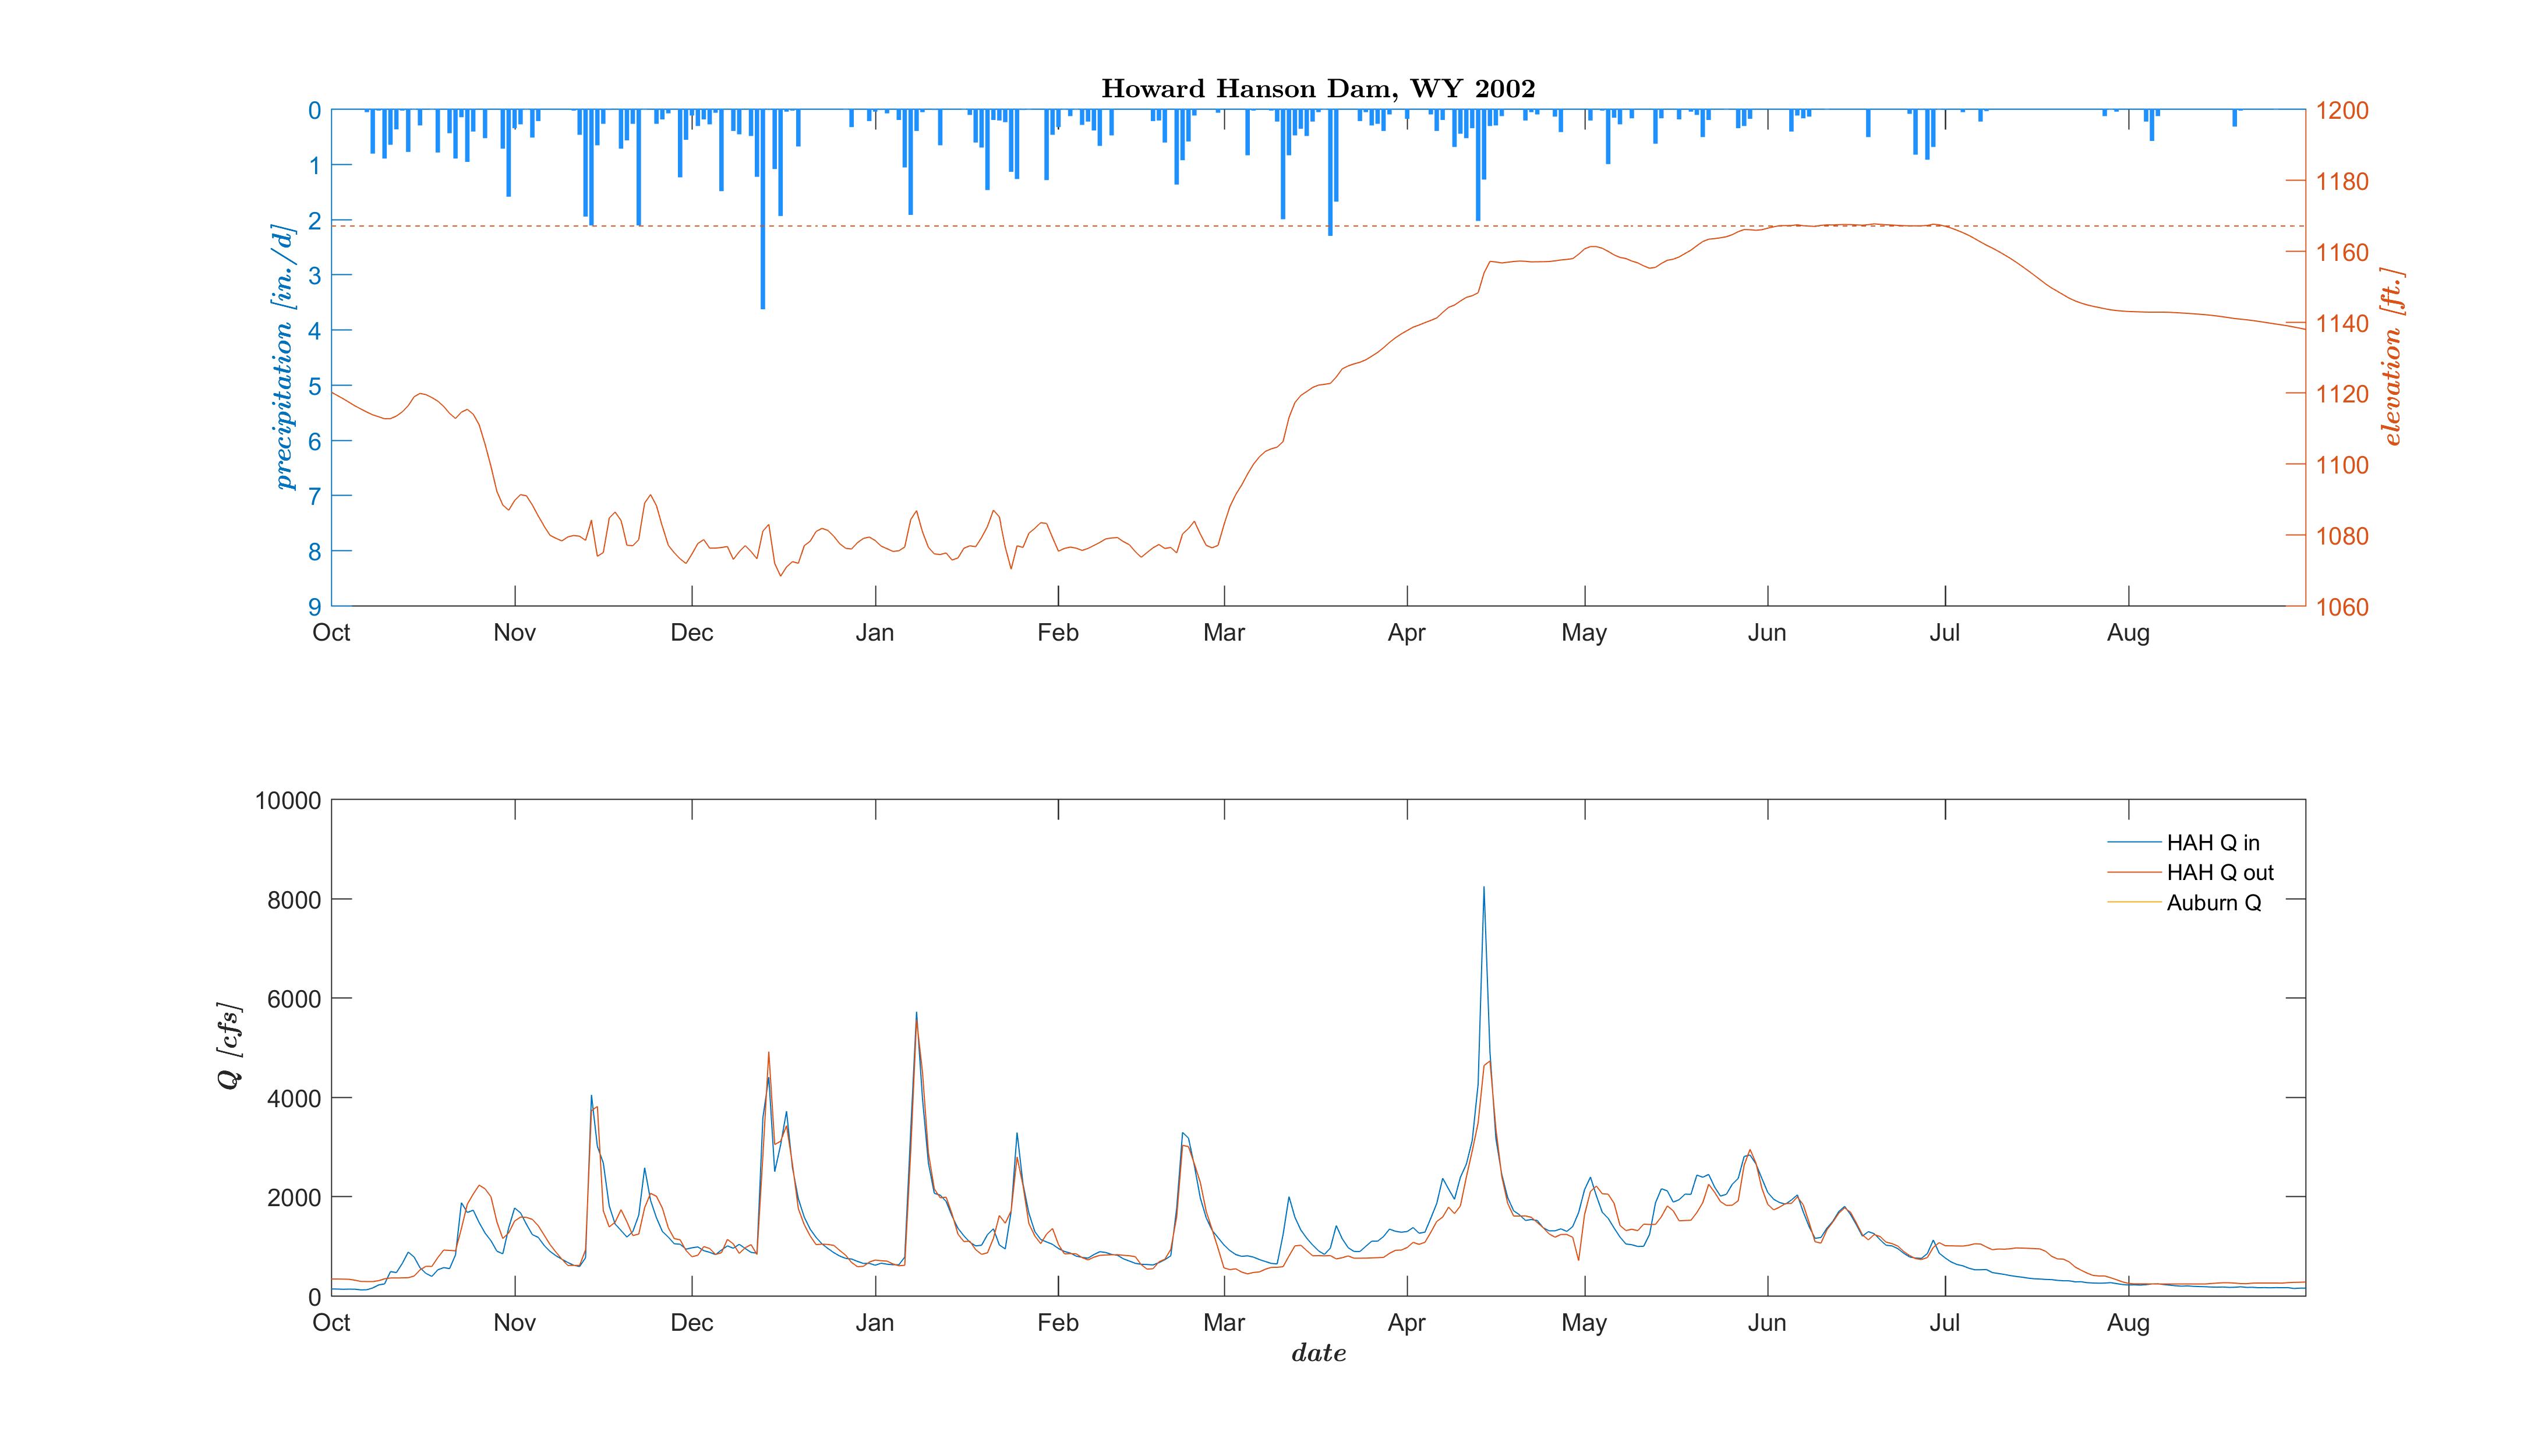 Howard Hanson Dam, WY 2002
0
1
2
3
4
5
6
7
8
9
precipitation [in./d]
1200
1180
1160
1140
1120
1100
1080
1060
elevation [ft.]
Oct Nov Dec Jan Feb Mar Apr May Jun Jul Aug
10000
8000
6000
4000
2000
0
Q [cfs]
HAH Q in
HAH Q out
Auburn Q
Oct Nov Dec Jan Feb Mar Apr May Jun Jul Aug
date